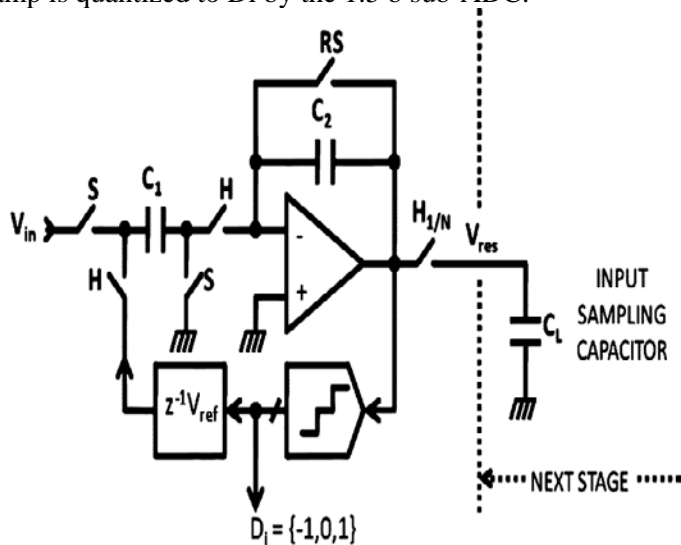 amp is quantized to Di by the 1.5 b sub-ADC.
RS
C2
S
C1
H
Vin
H
S
-
+
H1/N
Vres
CL
INPUT
SAMPLING
CAPACITOR
z-1Vref
NEXT STAGE
Di = {-1,0,1}